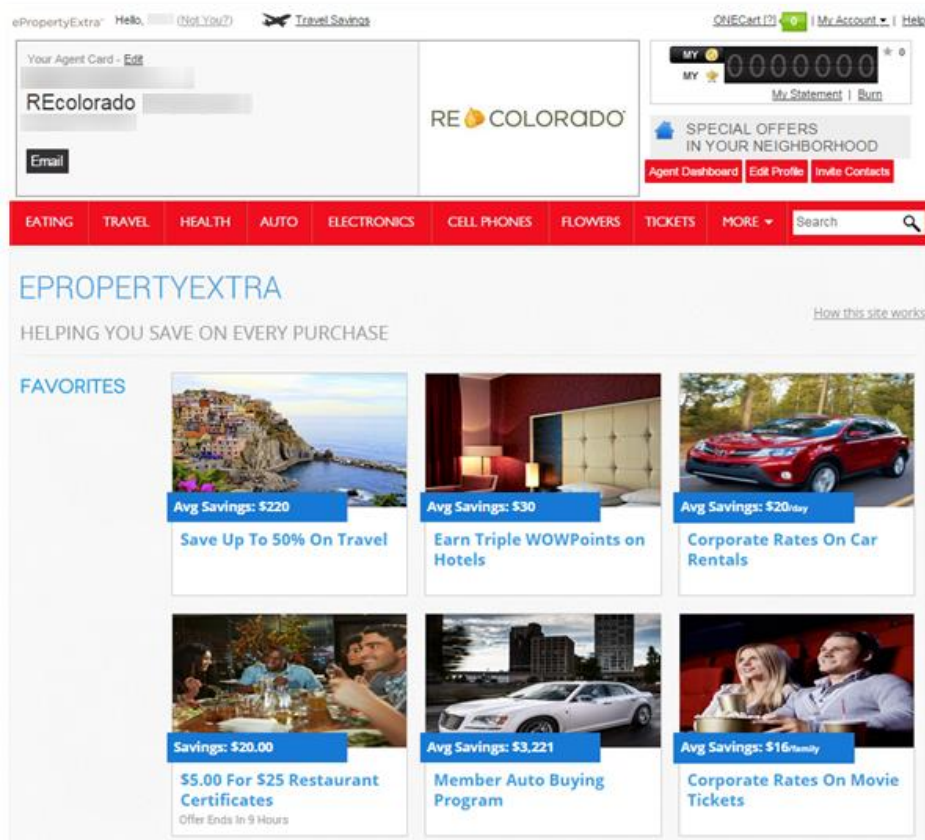 ePropertyExtra™ Hello, (Not You?) Travel Savings ONECart [?] 0 | My Account | Help
Your Agent Card - Edit
REcolorado
Email
RE COLORADO
MY 0000000 0
MY
My Statement | Burn
SPECIAL OFFERS
IN YOUR NEIGHBORHOOD
Agent Dashboard Edit Profile Invite Contacts
EATING TRAVEL HEALTH AUTO ELECTRONICS CELL PHONES FLOWERS TICKETS MORE Search
EPROPERTYEXTRA
How this site works
HELPING YOU SAVE ON EVERY PURCHASE
FAVORITES
Avg Savings: $220
Save Up To 50% On Travel
Avg Savings: $30
Earn Triple WOWPoints on
Hotels
Avg Savings: $20/day
Corporate Rates On Car
Rentals
Savings: $20.00
$5.00 For $25 Restaurant
Certificates
Offer Ends In 9 Hours
Avg Savings: $3,221
Member Auto Buying
Program
Avg Savings: $16/family
Corporate Rates On Movie
Tickets